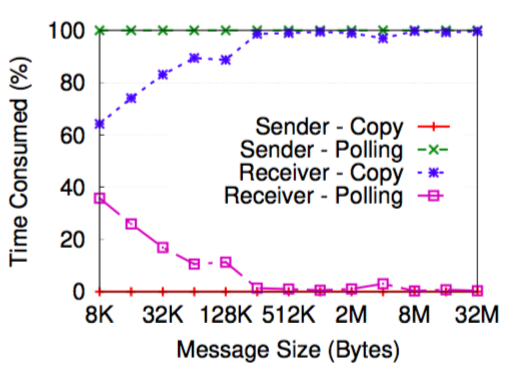 Time Consumed (%)
100
80
60
40
20
0
Sender - Copy
Sender - Polling
Receiver - Copy
Receiver - Polling
8K 32K 128K 512K 2M 8M 32M
Message Size (Bytes)